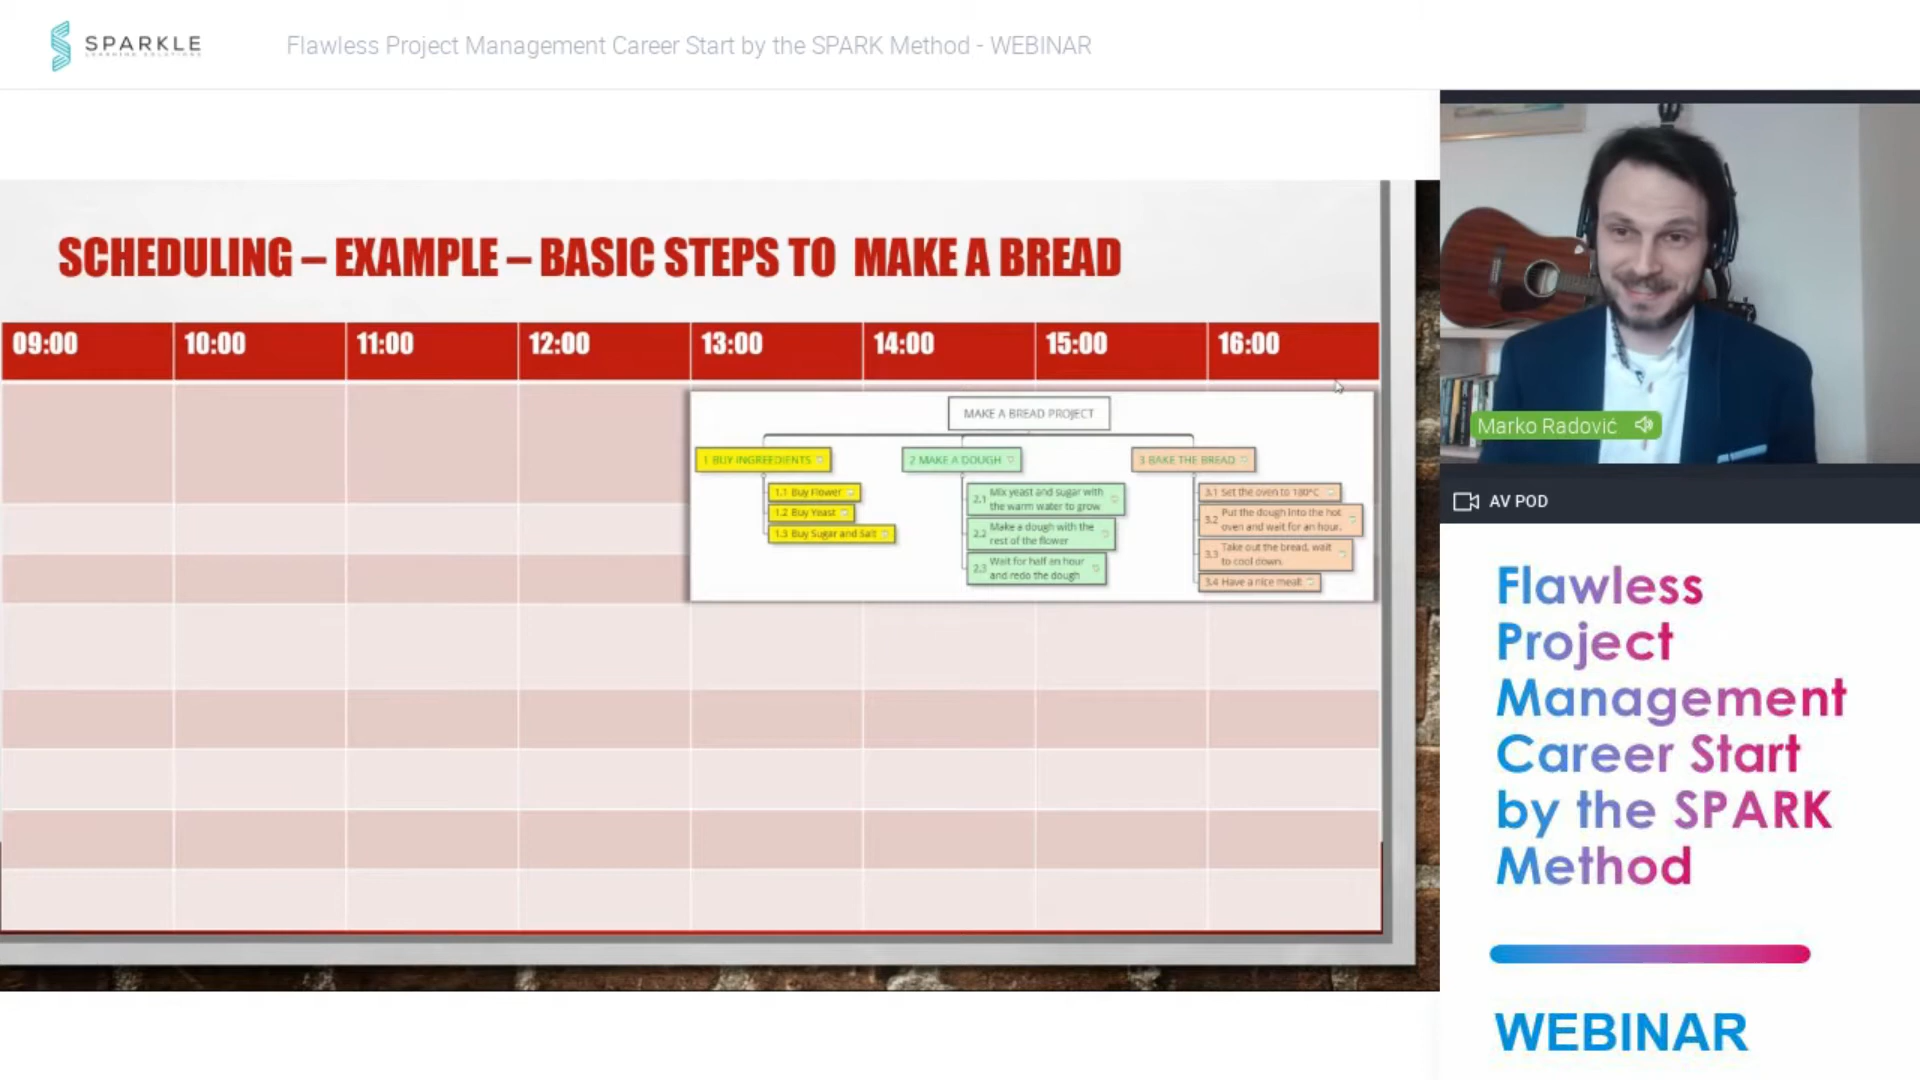 SPARKLE
LEARNING SOLUTIONS
Flawless Project Management Career Start by the SPARK Method - WEBINAR
SCHEDULING – EXAMPLE – BASIC STEPS TO MAKE A BREAD
09:00
10:00
11:00
12:00
13:00
14:00
15:00
16:00
MAKE A BREAD PROJECT
1 BUY INGREEDIENTS
1.1 Buy Flower
1.2 Buy Yeast
1.3 Buy Sugar and Salt
2 MAKE A DOUGH
2.1 Mix yeast and sugar with
the warm water to grow
2.2 Make a dough with the
rest of the flower
2.3 Wait for half an hour
and redo the dough
3 BAKE THE BREAD
3.1 Set the oven to 180°C
3.2 Put the dough into the hot
oven and wait for an hour.
3.3 Take out the bread, wait
to cool down.
3.4 Have a nice meal!
Marko Radović
AV POD
Flawless
Project
Management
Career Start
by the SPARK
Method
WEBINAR